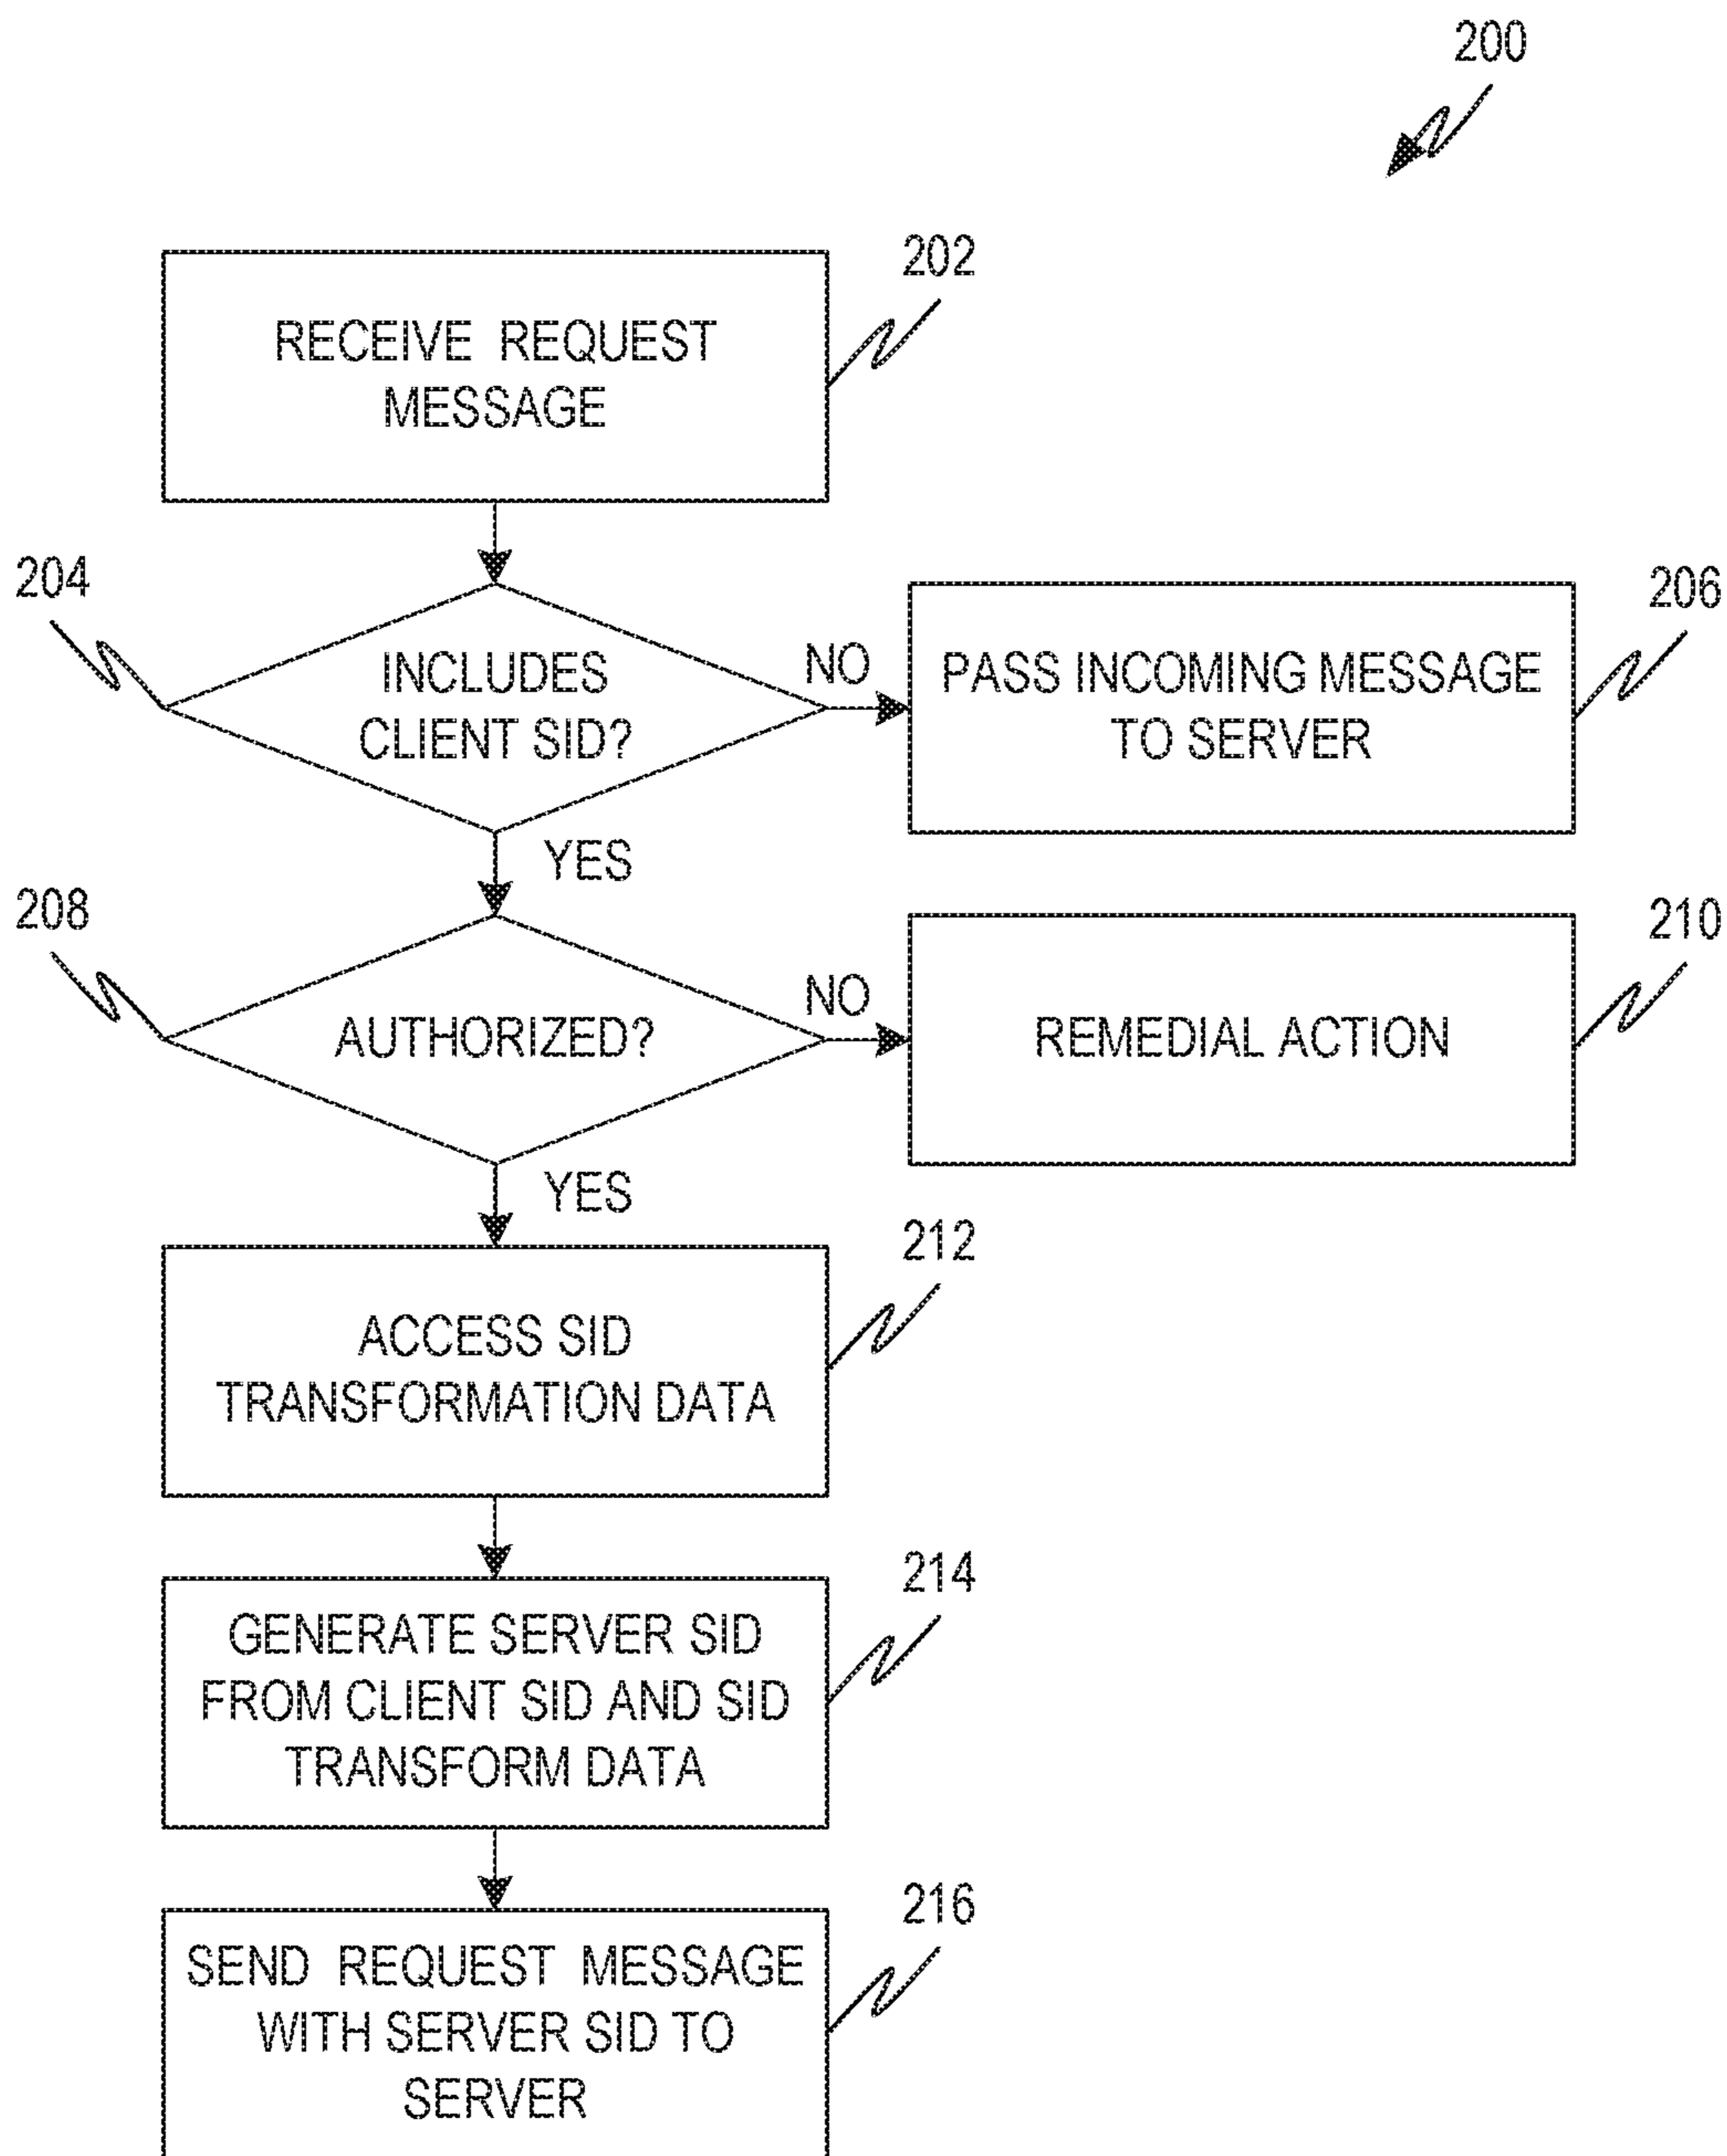 200
202
RECEIVE REQUEST
MESSAGE
204
INCLUDES
CLIENT SID?
NO
206
PASS INCOMING MESSAGE
TO SERVER
YES
208
AUTHORIZED?
NO
210
REMEDIAL ACTION
YES
212
ACCESS SID
TRANSFORMATION DATA
214
GENERATE SERVER SID
FROM CLIENT SID AND SID
TRANSFORM DATA
216
SEND REQUEST MESSAGE
WITH SERVER SID TO
SERVER